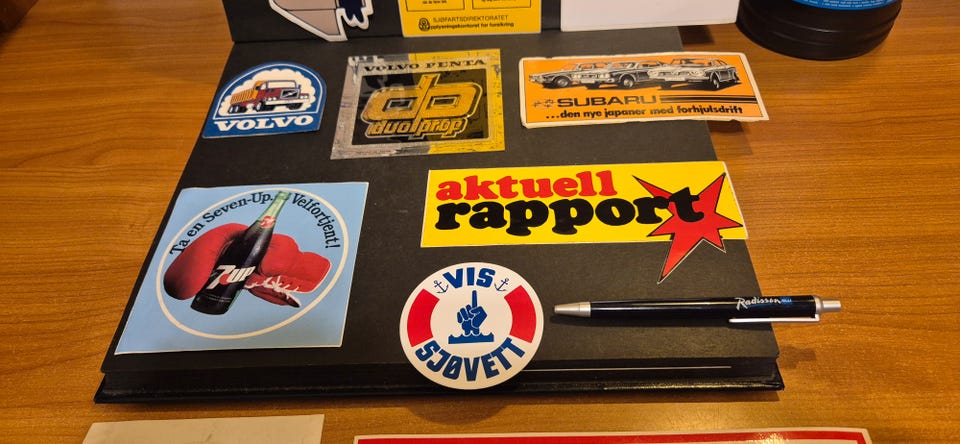 SJØFARTSDIREKTORATET
VOLVO
VOLVO PENTA
duolprop
SUBARU
...den nye japaner med forhjulsdrift
Ta en Seven-Up. Velfortjent!
7up
aktuell
rapport
VIS
SJØVETT
Radisson